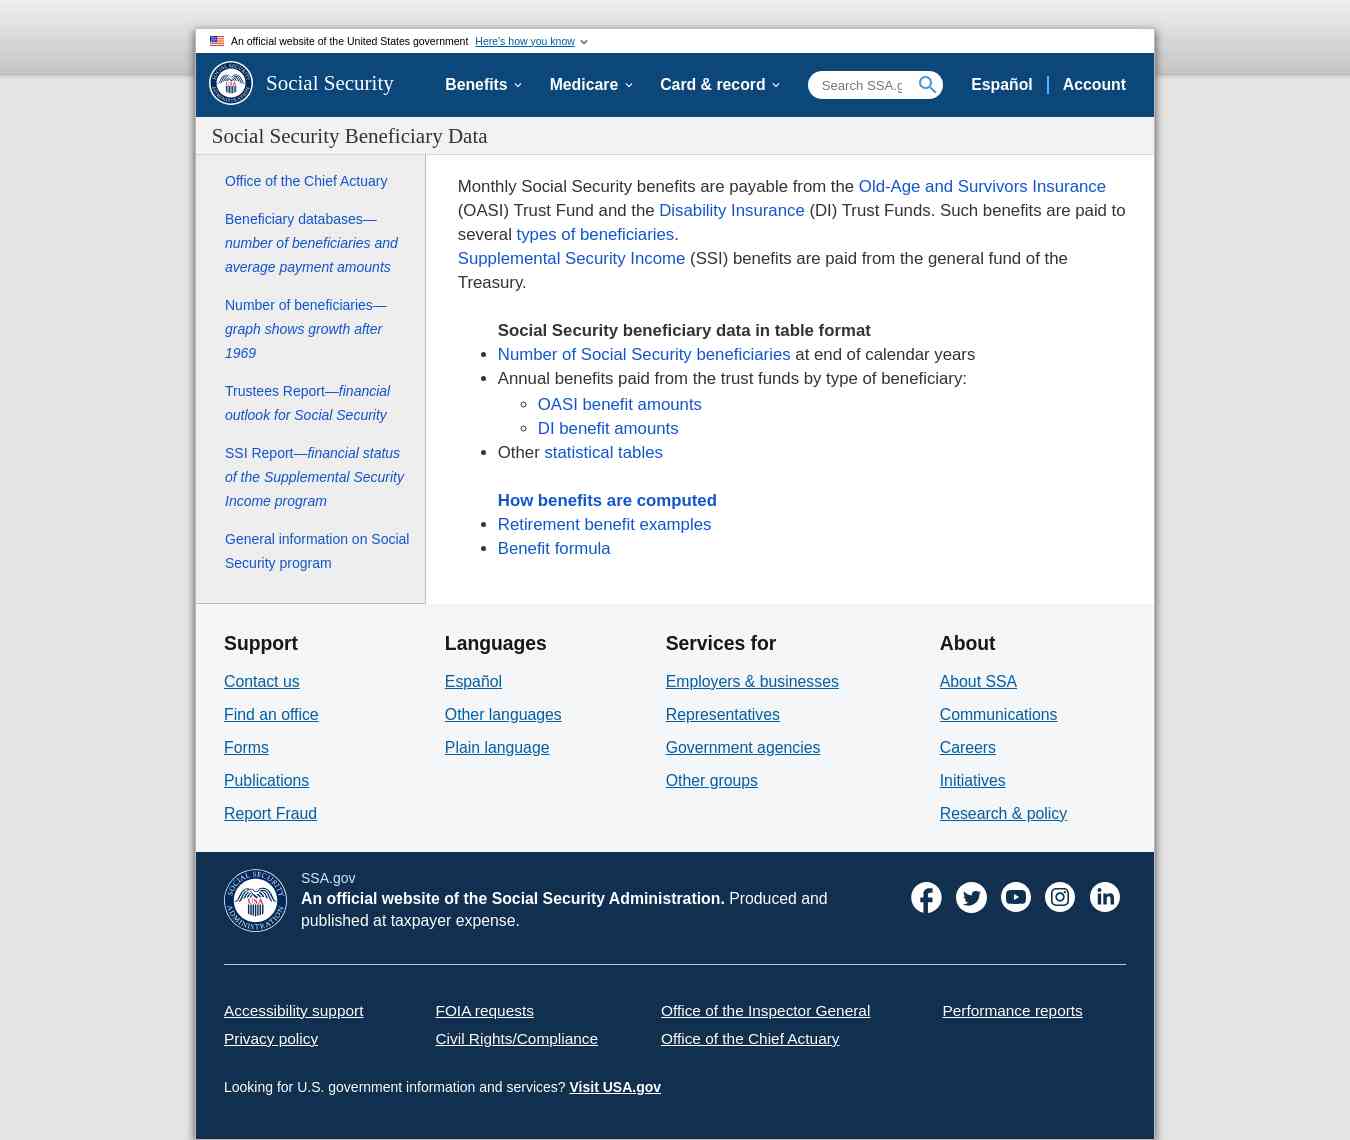 An official website of the United States government Here's how you know
Social Security
Benefits
Medicare
Card & record
Search SSA.g
Español
Account
Social Security Beneficiary Data
Office of the Chief Actuary
Beneficiary databases—
number of beneficiaries and
average payment amounts
Number of beneficiaries—
graph shows growth after
1969
Trustees Report—financial
outlook for Social Security
SSI Report—financial status
of the Supplemental Security
Income program
General information on Social
Security program
Monthly Social Security benefits are payable from the Old-Age and Survivors Insurance
(OASI) Trust Fund and the Disability Insurance (DI) Trust Funds. Such benefits are paid to
several types of beneficiaries.
Supplemental Security Income (SSI) benefits are paid from the general fund of the
Treasury.
Social Security beneficiary data in table format
Number of Social Security beneficiaries at end of calendar years
Annual benefits paid from the trust funds by type of beneficiary:
OASI benefit amounts
DI benefit amounts
Other statistical tables
How benefits are computed
Retirement benefit examples
Benefit formula
Support
Contact us
Find an office
Forms
Publications
Report Fraud
Languages
Español
Other languages
Plain language
Services for
Employers & businesses
Representatives
Government agencies
Other groups
About
About SSA
Communications
Careers
Initiatives
Research & policy
SOCIAL SECURITY
USA
ADMINISTRATION
SSA.gov
An official website of the Social Security Administration. Produced and
published at taxpayer expense.
Accessibility support
FOIA requests
Office of the Inspector General
Performance reports
Privacy policy
Civil Rights/Compliance
Office of the Chief Actuary
Looking for U.S. government information and services? Visit USA.gov